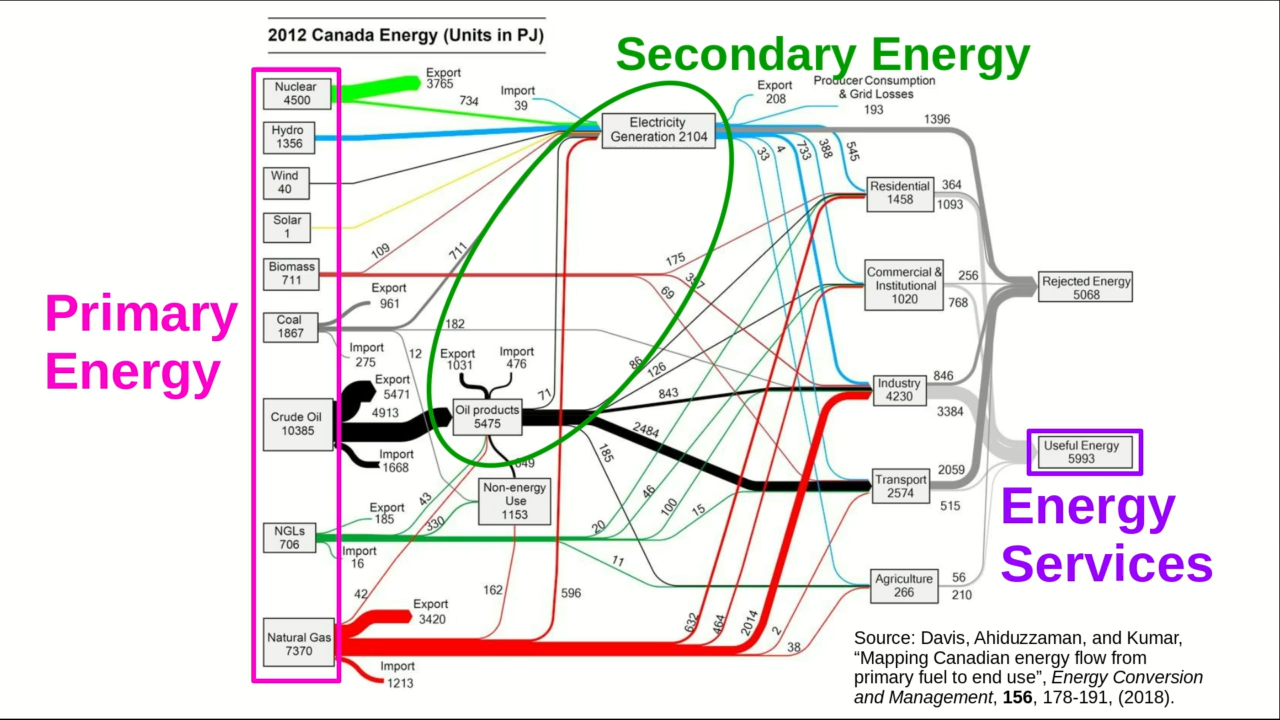 2012 Canada Energy (Units in PJ)
Secondary Energy
Primary
Energy
Energy
Services
Nuclear
4500
Export
3765
734
Import
39
Hydro
1356
Wind
40
Solar
1
Biomass
711
109
711
Coal
1867
Export
961
Import
275
182
12
Crude Oil
10385
Export
5471
4913
Import
1668
NGLs
706
Export
185
Import
16
43
330
Natural Gas
7370
42
Export
3420
Import
1213
Electricity
Generation 2104
Export
208
Producer Consumption
& Grid Losses
193
1396
33
4
733
388
545
Export
1031
Import
476
Oil products
5475
71
Non-energy
Use
1153
162
596
175
69
86
126
843
2484
185
46
100
15
20
11
632
464
2014
2
38
Residential
1458
364
1093
Commercial &
Institutional
1020
256
768
Industry
4230
846
3384
Transport
2574
2059
515
Agriculture
266
56
210
Rejected Energy
5068
Useful Energy
5993
Source: Davis, Ahiduzzaman, and Kumar,
“Mapping Canadian energy flow from
primary fuel to end use”, Energy Conversion
and Management, 156, 178-191, (2018).